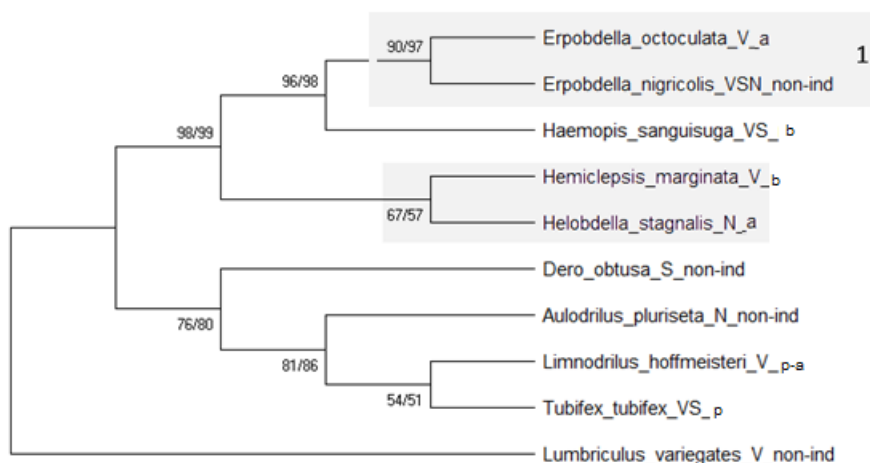 Erpobdella_octoculata_V_a
90/97
1
Erpobdella_nigricolis_VSN_non-ind
96/98
Haemopis_sanguisuga_VS_ b
98/99
Hemiclepsis_marginata_V_b
67/57
Helobdella_stagnalis_N_a
Dero_obtusa_S_non-ind
76/80
Aulodrilus_pluriseta_N_non-ind
81/86
Limnodrilus_hoffmeisteri_V_p-a
54/51
Tubifex_tubifex_VS_p
Lumbriculus_variegates_V_non-ind